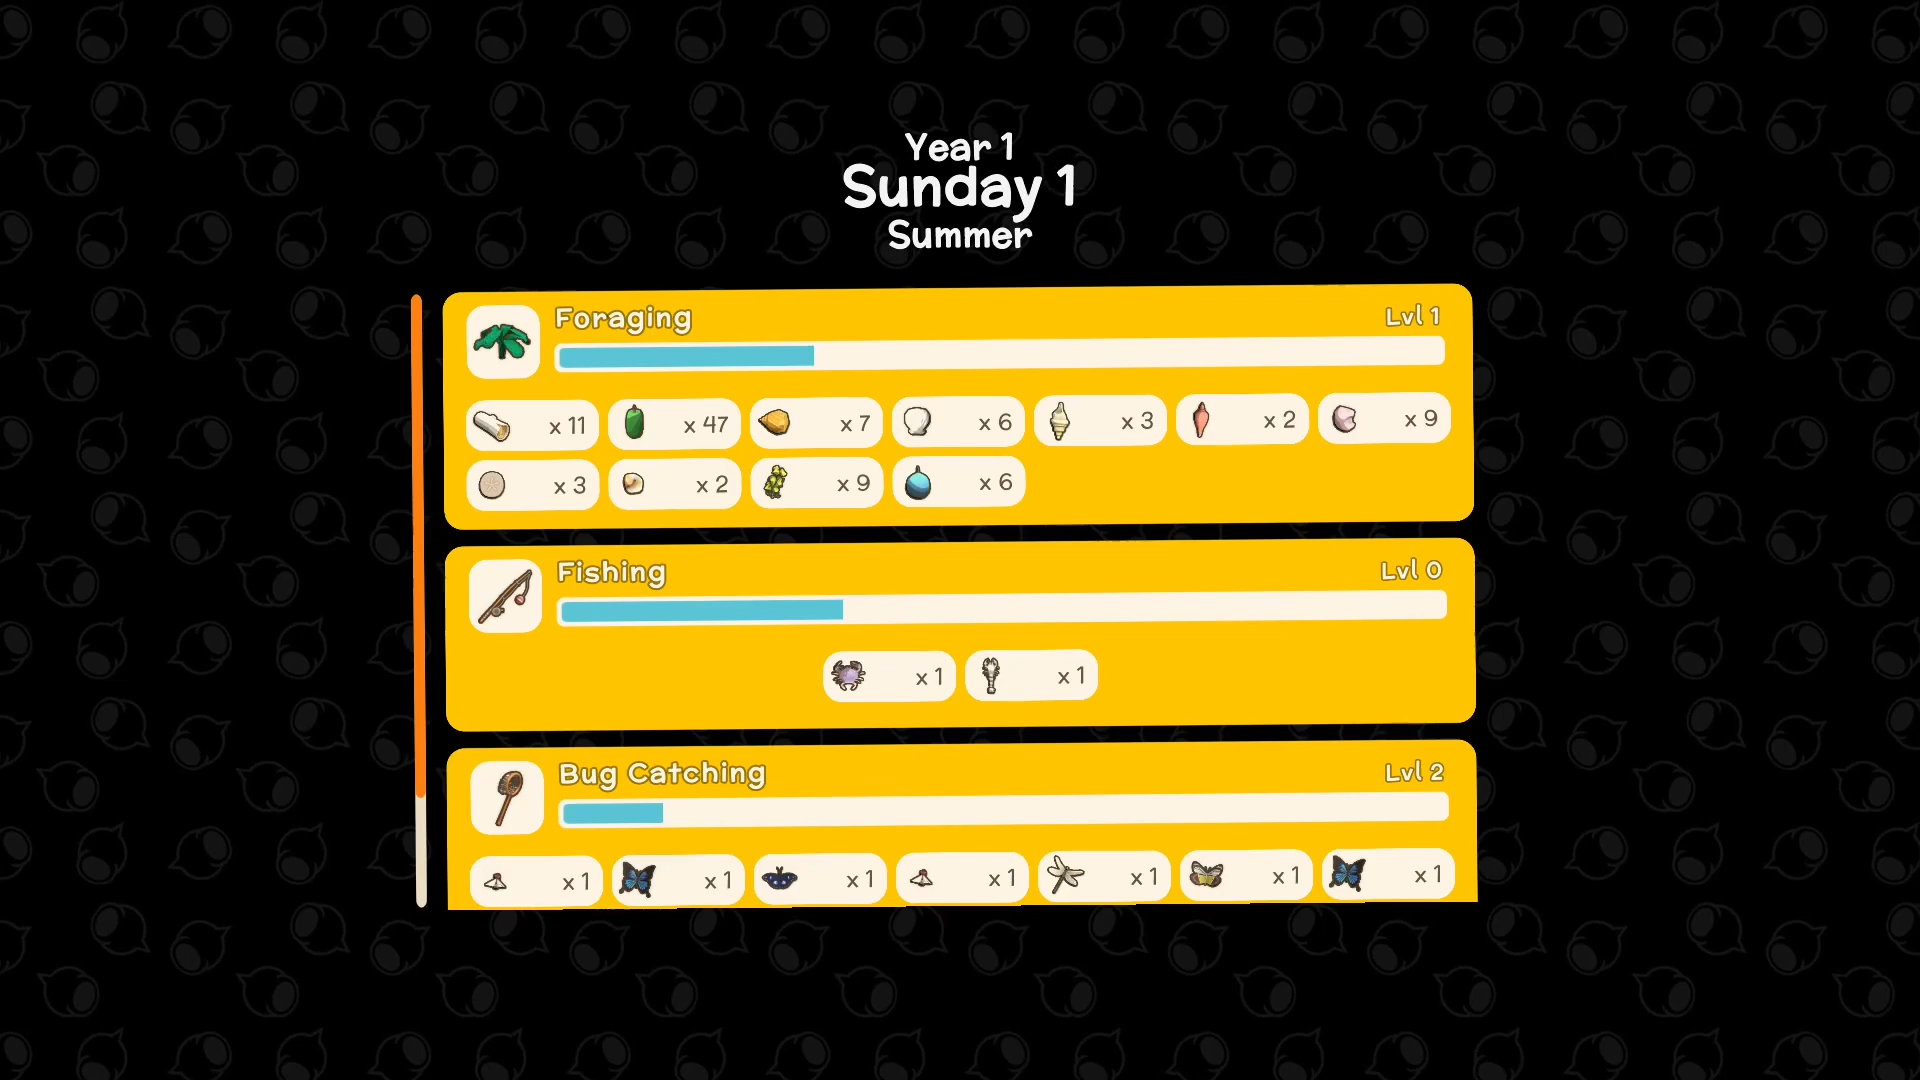 Year 1
Sunday 1
Summer
Foraging Lvl 1
x 11 x 47 x 7 x 6 x 3 x 2 x 9
x 3 x 2 x 9 x 6
Fishing Lvl 0
x 1 x 1
Bug Catching Lvl 2
x 1 x 1 x 1 x 1 x 1 x 1 x 1